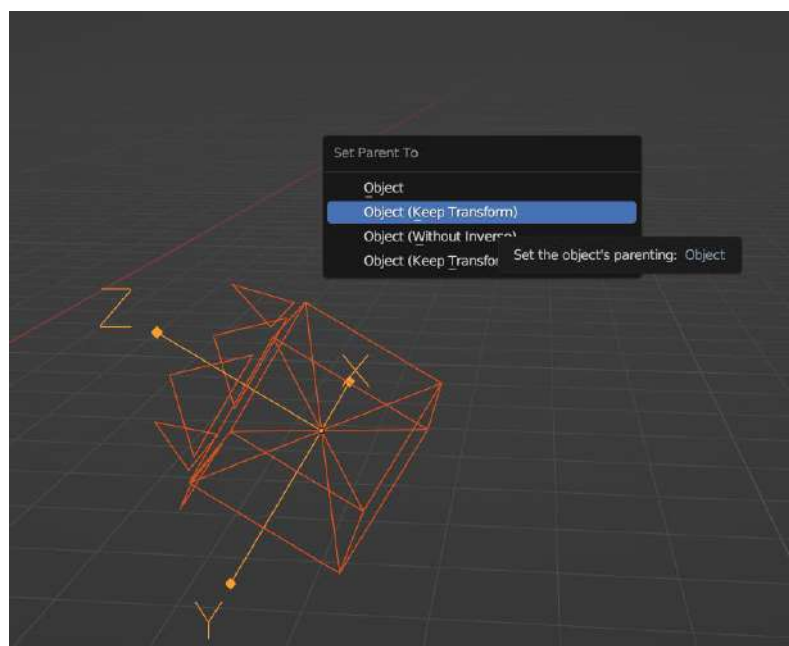 Set Parent To
Object
Object (Keep Transform)
Object (Without Inverse)
Object (Keep Transfor
Set the object's parenting: Object
Z
X
Y